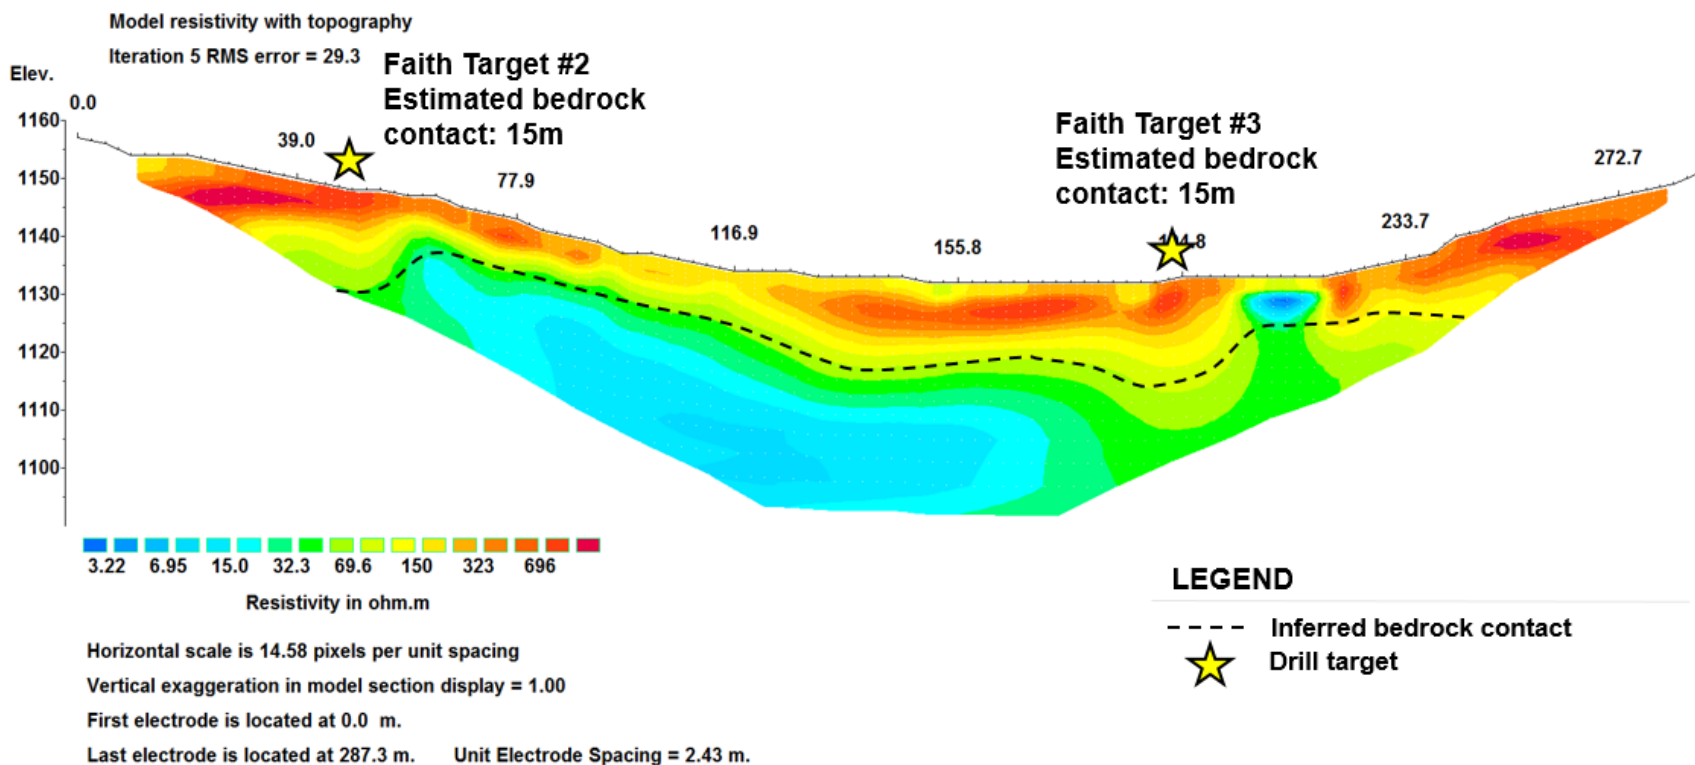 Model resistivity with topography
Iteration 5 RMS error = 29.3
Elev.
Faith Target #2
Estimated bedrock
contact: 15m
Faith Target #3
Estimated bedrock
contact: 15m
0.0
39.0
77.9
116.9
155.8
4.8
233.7
272.7
1160
1150
1140
1130
1120
1110
1100
3.22 6.95 15.0 32.3 69.6 150 323 696
Resistivity in ohm.m
Horizontal scale is 14.58 pixels per unit spacing
Vertical exaggeration in model section display = 1.00
First electrode is located at 0.0 m.
Last electrode is located at 287.3 m. Unit Electrode Spacing = 2.43 m.
LEGEND
Inferred bedrock contact
Drill target